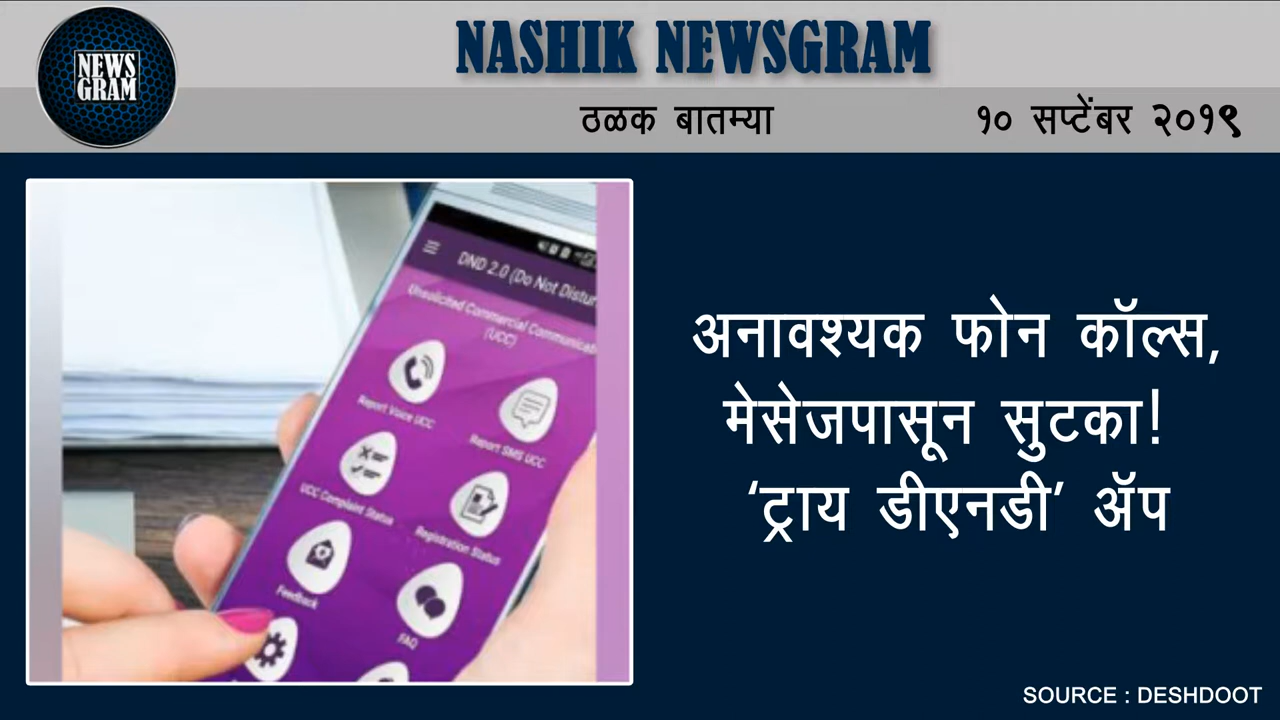 NEWS
GRAM
NASHIK NEWSGRAM
ठळक बातम्या
१० सप्टेंबर २०१९
DND 2.0 (Do Not Distur
Unsolicited Commercial Communicati
(UCC)
Report Voice UCC
Report SMS UCC
UCC Complaint Status
Registration Status
Feedback
FAQ
अनावश्यक फोन कॉल्स,
मेसेजपासून सुटका!
‘ट्राय डीएनडी’ ॲप
SOURCE : DESHDOOT